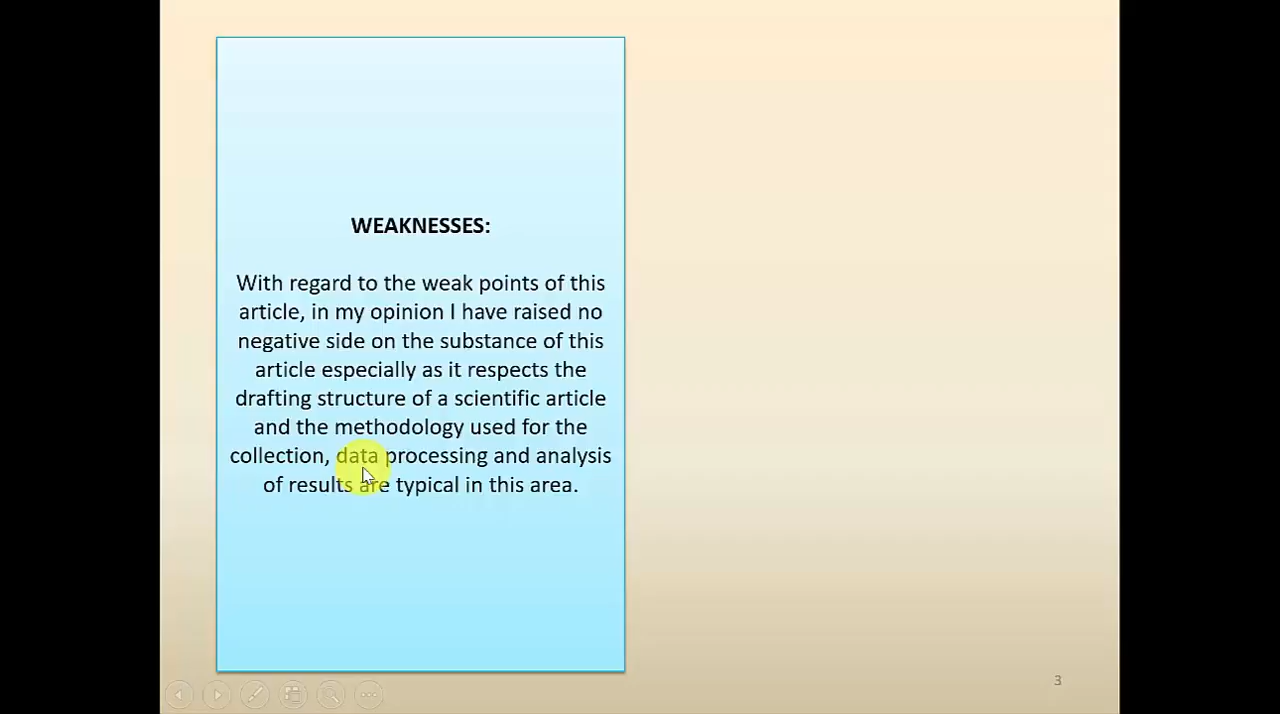 WEAKNESSES:
With regard to the weak points of this
article, in my opinion I have raised no
negative side on the substance of this
article especially as it respects the
drafting structure of a scientific article
and the methodology used for the
collection, data processing and analysis
of results are typical in this area.
3